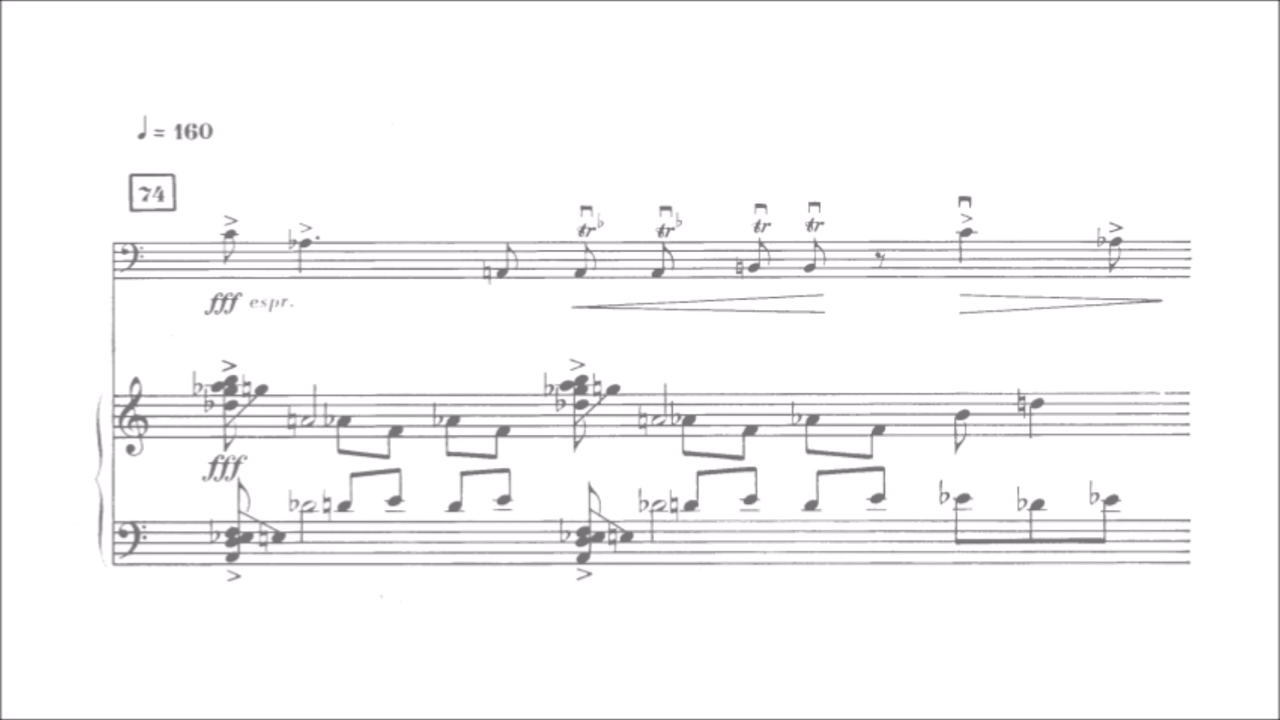 ♩ = 160
74
tr♭ tr♭ tr tr
fff espr.
fff